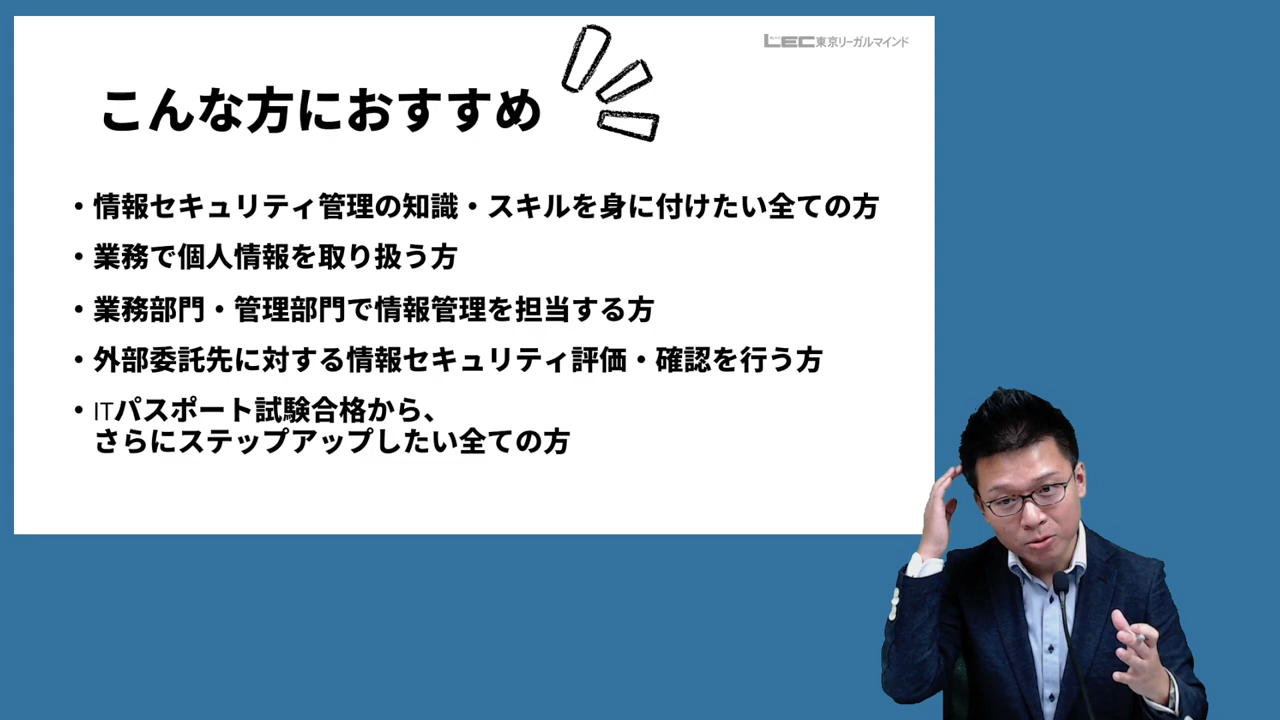 LEC東京リーガルマインド
こんな方におすすめ
・情報セキュリティ管理の知識・スキルを身に付けたい全ての方
・業務で個人情報を取り扱う方
・業務部門・管理部門で情報管理を担当する方
・外部委託先に対する情報セキュリティ評価・確認を行う方
・ITパスポート試験合格から、
さらにステップアップしたい全ての方